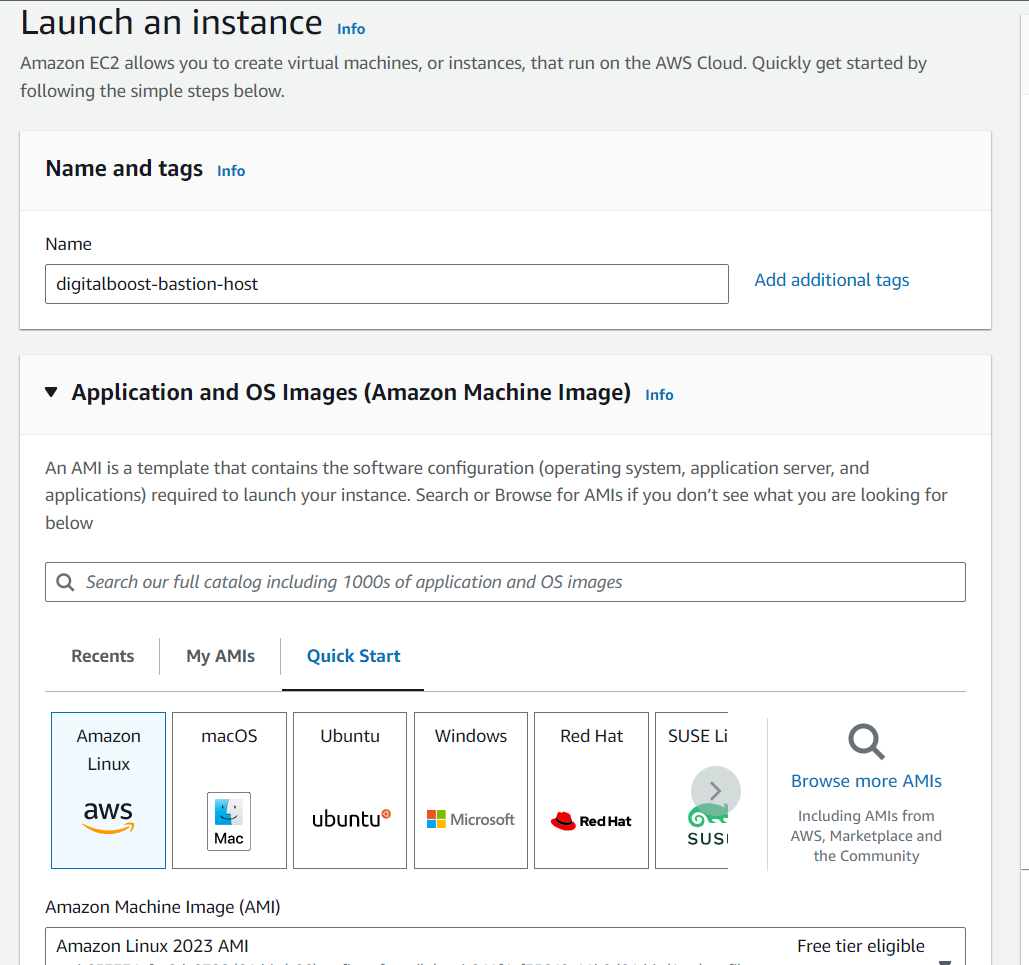 Launch an instance Info
Amazon EC2 allows you to create virtual machines, or instances, that run on the AWS Cloud. Quickly get started by
following the simple steps below.
Name and tags Info
Name
digitalboost-bastion-host
Add additional tags
Application and OS Images (Amazon Machine Image) Info
An AMI is a template that contains the software configuration (operating system, application server, and
applications) required to launch your instance. Search or Browse for AMIs if you don’t see what you are looking for
below
Search our full catalog including 1000s of application and OS images
Recents
My AMIs
Quick Start
Amazon
Linux
aws
macOS
Mac
Ubuntu
ubuntu
Windows
Microsoft
Red Hat
Red Hat
SUSE Li
SUS
Browse more AMIs
Including AMIs from
AWS, Marketplace and
the Community
Amazon Machine Image (AMI)
Amazon Linux 2023 AMI
Free tier eligible